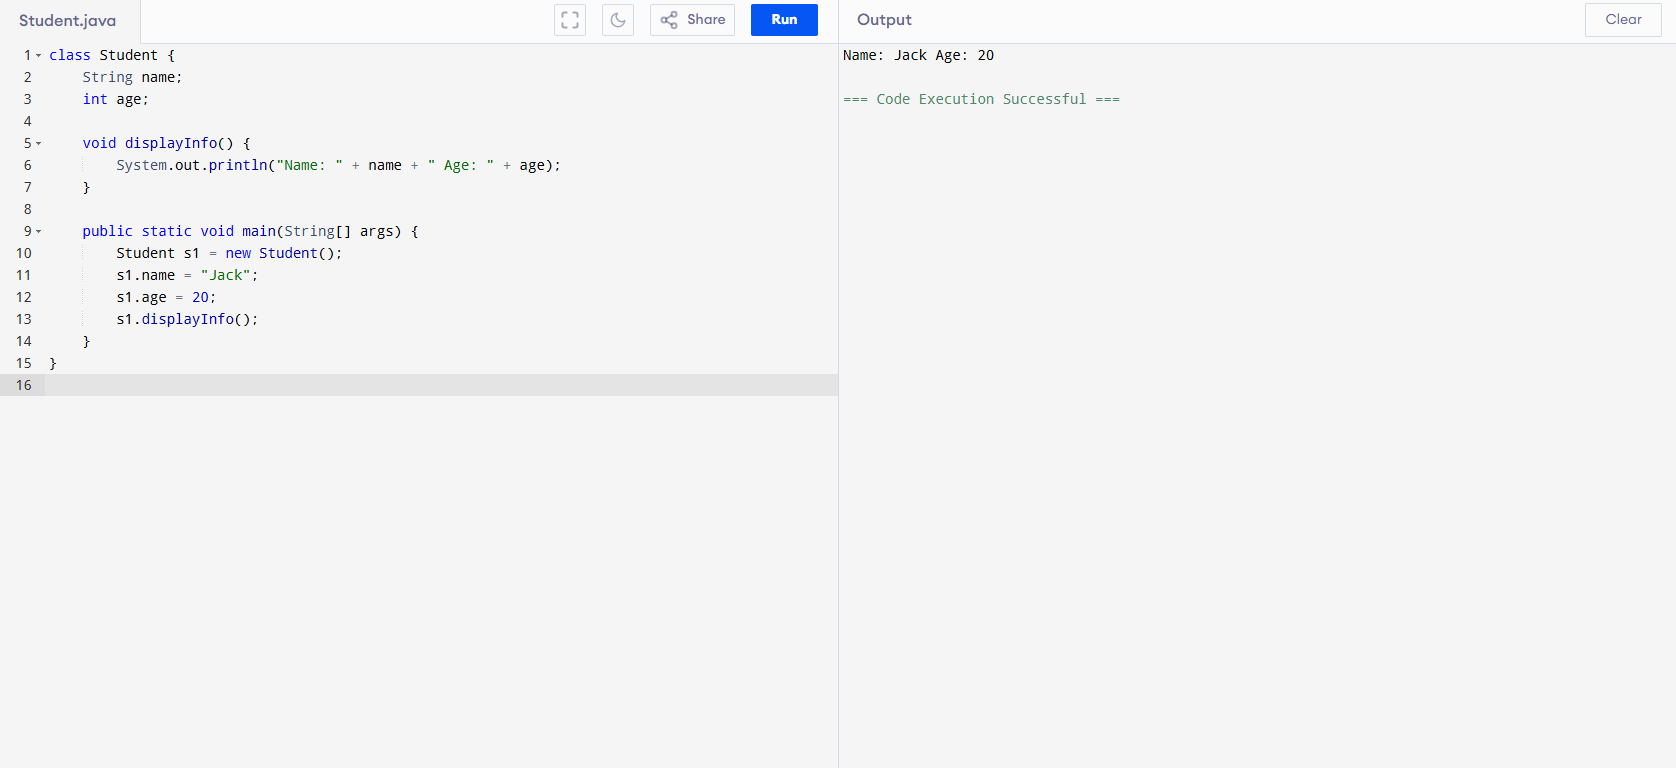 Student.java
Share
Run
Output
Clear
1 class Student {
2     String name;
3     int age;
4
5     void displayInfo() {
6         System.out.println("Name: " + name + " Age: " + age);
7     }
8
9     public static void main(String[] args) {
10         Student s1 = new Student();
11         s1.name = "Jack";
12         s1.age = 20;
13         s1.displayInfo();
14     }
15 }
16
Name: Jack Age: 20
=== Code Execution Successful ===